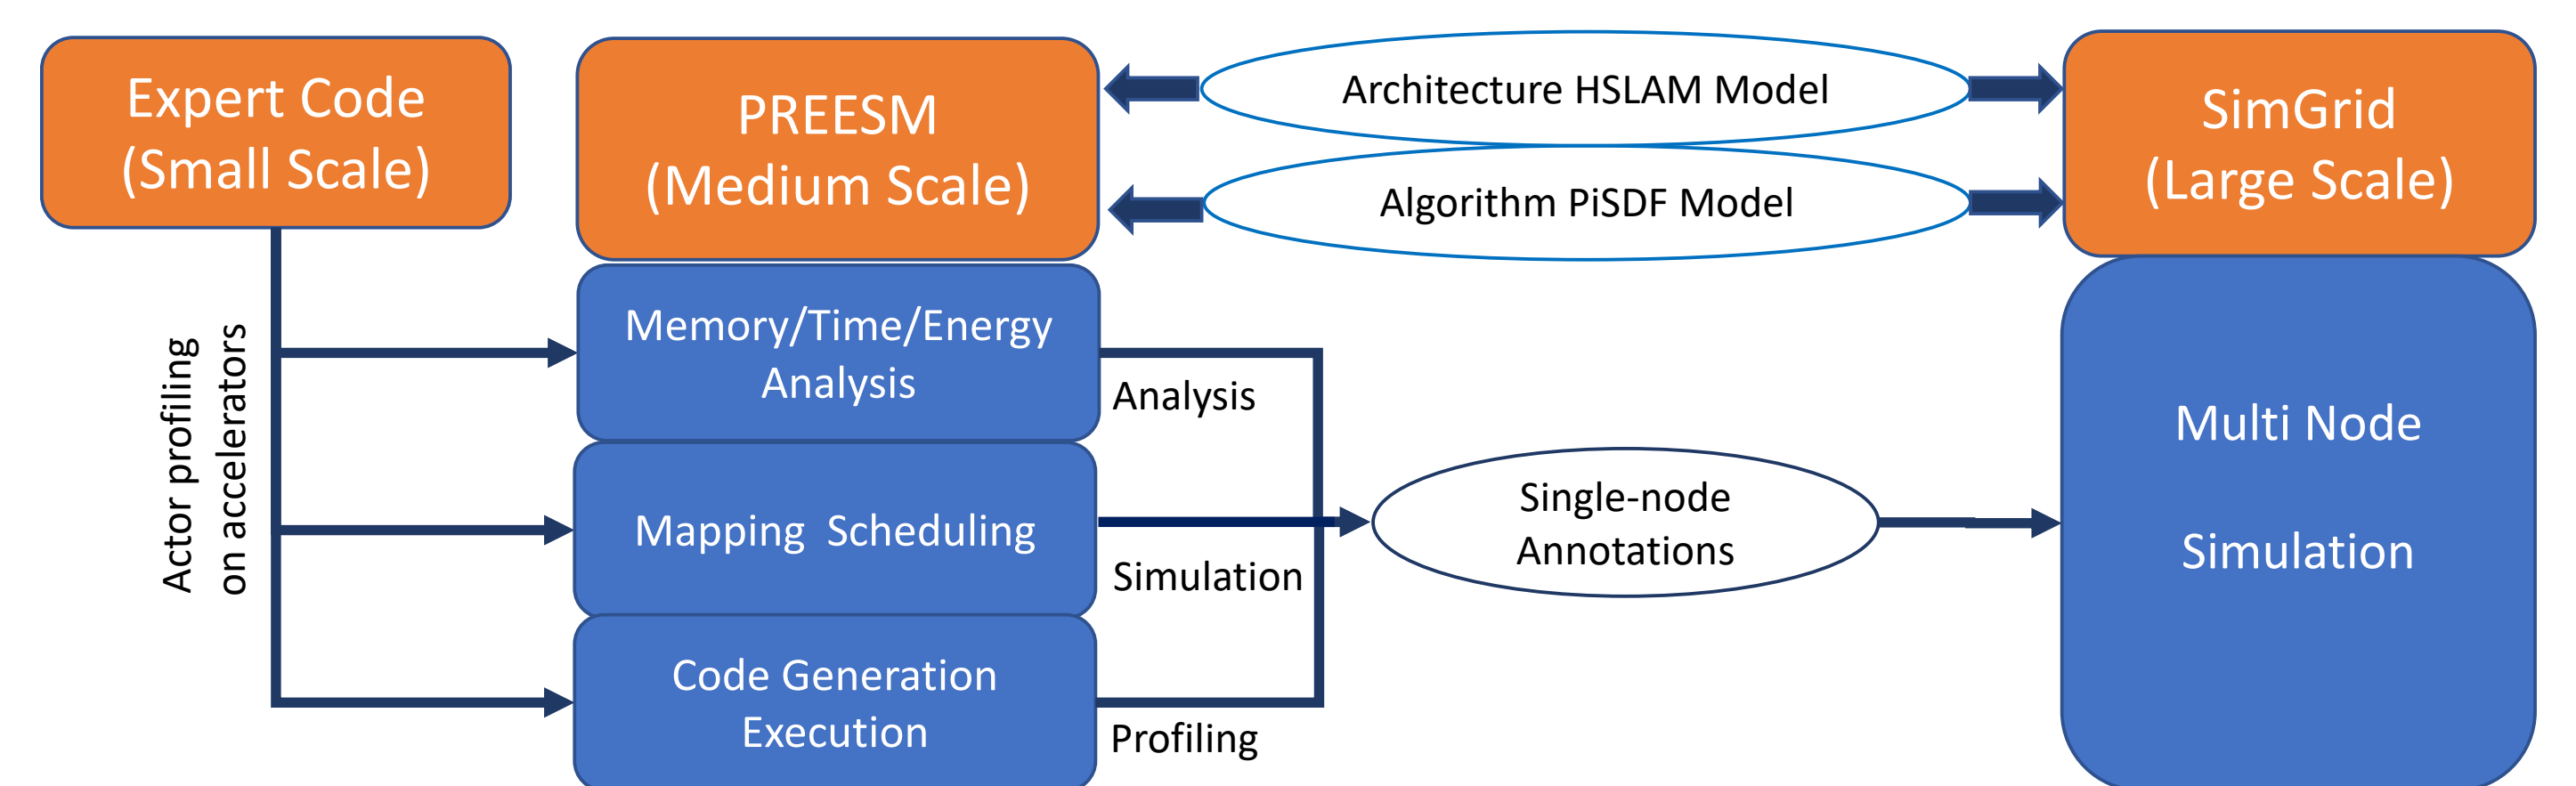 Expert Code
(Small Scale)
PREESM
(Medium Scale)
Architecture HSLAM Model
Algorithm PiSDF Model
SimGrid
(Large Scale)
Actor profiling
on accelerators
Memory/Time/Energy
Analysis
Mapping Scheduling
Code Generation
Execution
Analysis
Simulation
Profiling
Single-node
Annotations
Multi Node
Simulation